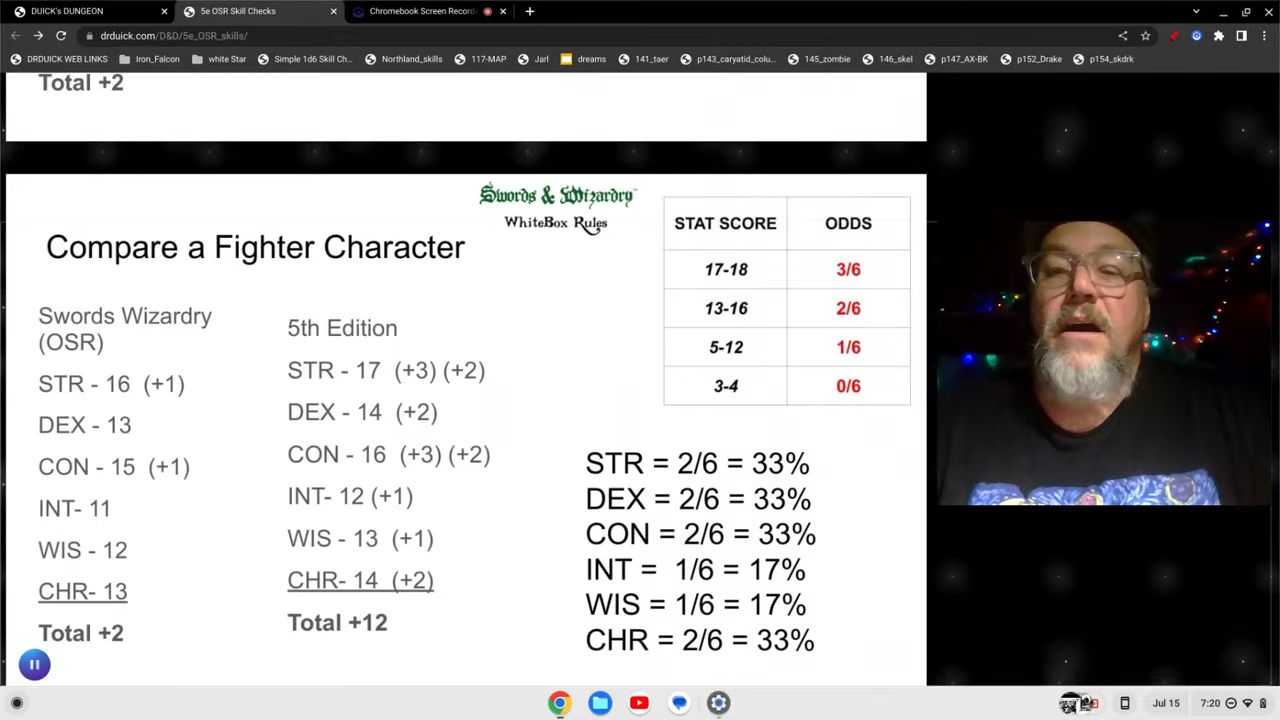 DUICK's DUNGEON
5e OSR Skill Checks
Chromebook Screen Record
drduick.com/D&D/5e_OSR_skills/
DRDUICK WEB LINKS
Iron_Falcon
white Star
Simple 1d6 Skill Ch...
Northland_skills
117-MAP
Jarl
dreams
141_taer
p143_caryatid_colu...
145_zombie
146_skel
p147_AX-BK
p152_Drake
p154_skdrk
Total +2
Swords & Wizardry™
WhiteBox Rules
Compare a Fighter Character
STAT SCORE ODDS
17-18 3/6
13-16 2/6
5-12 1/6
3-4 0/6
Swords Wizardry
(OSR)
STR - 16 (+1)
DEX - 13
CON - 15 (+1)
INT- 11
WIS - 12
CHR- 13
Total +2
5th Edition
STR - 17 (+3) (+2)
DEX - 14 (+2)
CON - 16 (+3) (+2)
INT- 12 (+1)
WIS - 13 (+1)
CHR- 14 (+2)
Total +12
STR = 2/6 = 33%
DEX = 2/6 = 33%
CON = 2/6 = 33%
INT = 1/6 = 17%
WIS = 1/6 = 17%
CHR = 2/6 = 33%
Jul 15
7:20